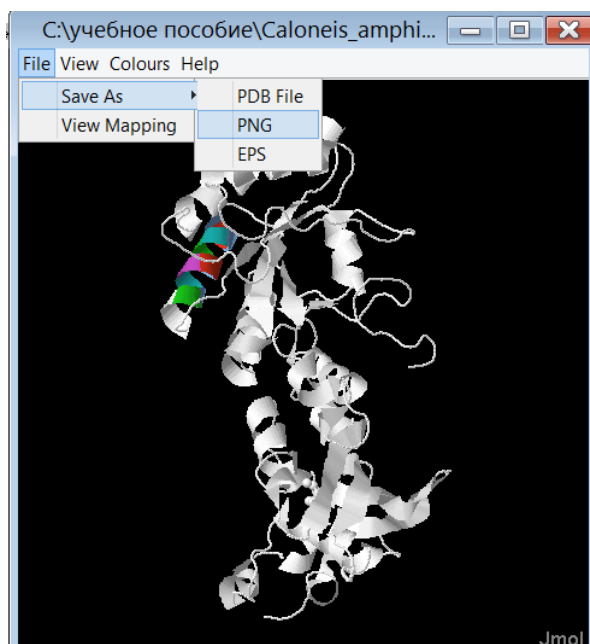 C:\учебное пособие\Caloneis_amphi...
File View Colours Help
Save As
PDB File
View Mapping
PNG
EPS
Jmol